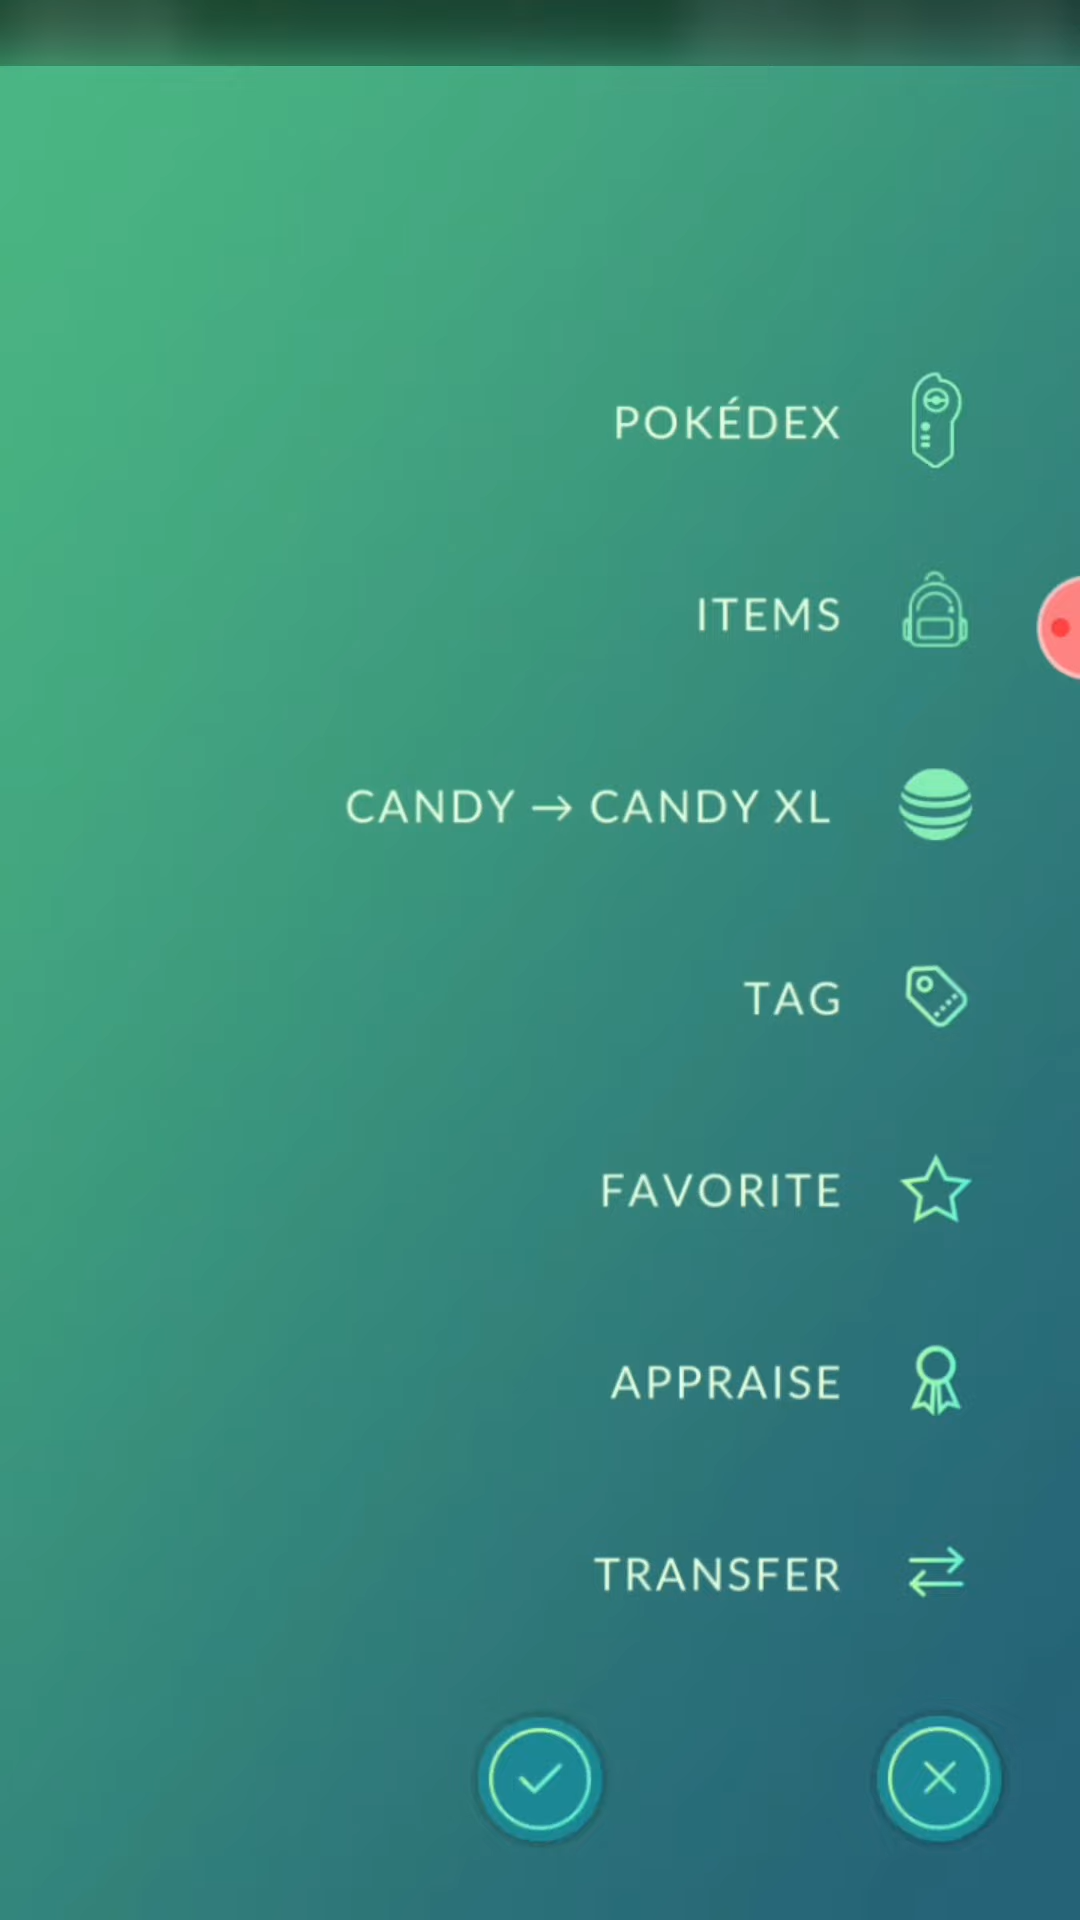 POKÉDEX
ITEMS
CANDY → CANDY XL
TAG
FAVORITE
APPRAISE
TRANSFER